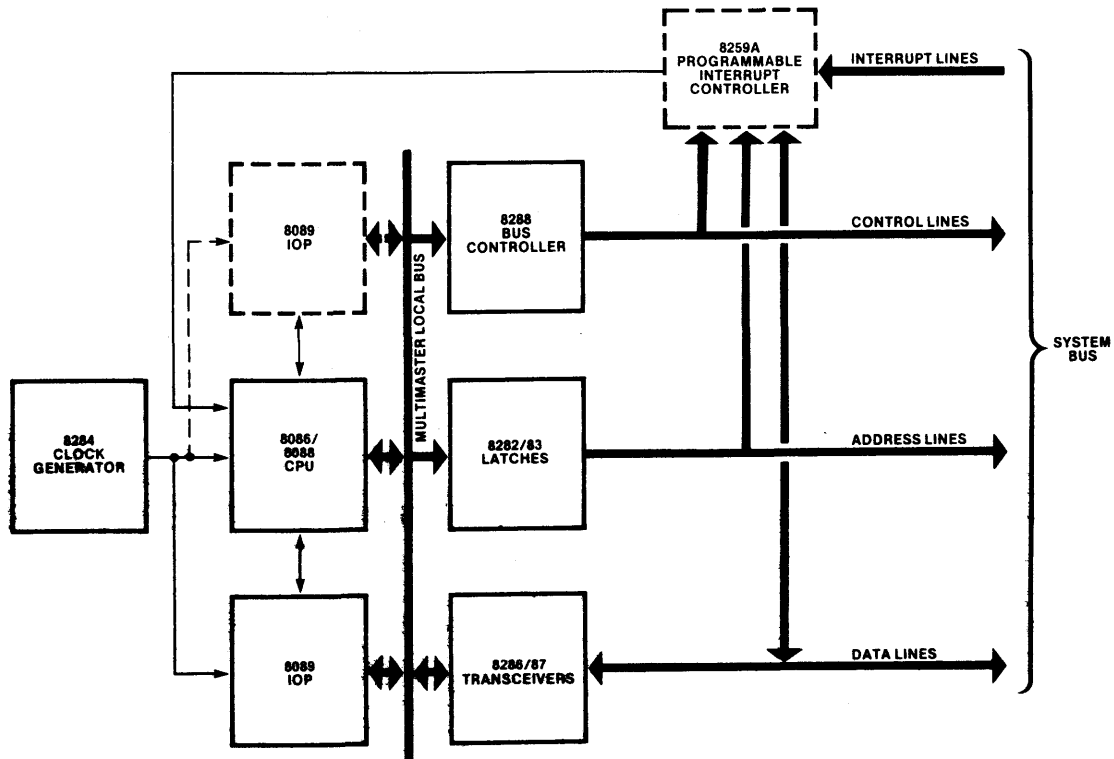 8259A
PROGRAMMABLE
INTERRUPT
CONTROLLER
INTERRUPT LINES
8089
IOP
8288
BUS
CONTROLLER
CONTROL LINES
MULTIMASTER LOCAL BUS
SYSTEM
BUS
8284
CLOCK
GENERATOR
8086/
8088
CPU
8282/83
LATCHES
ADDRESS LINES
8089
IOP
8286/87
TRANSCEIVERS
DATA LINES